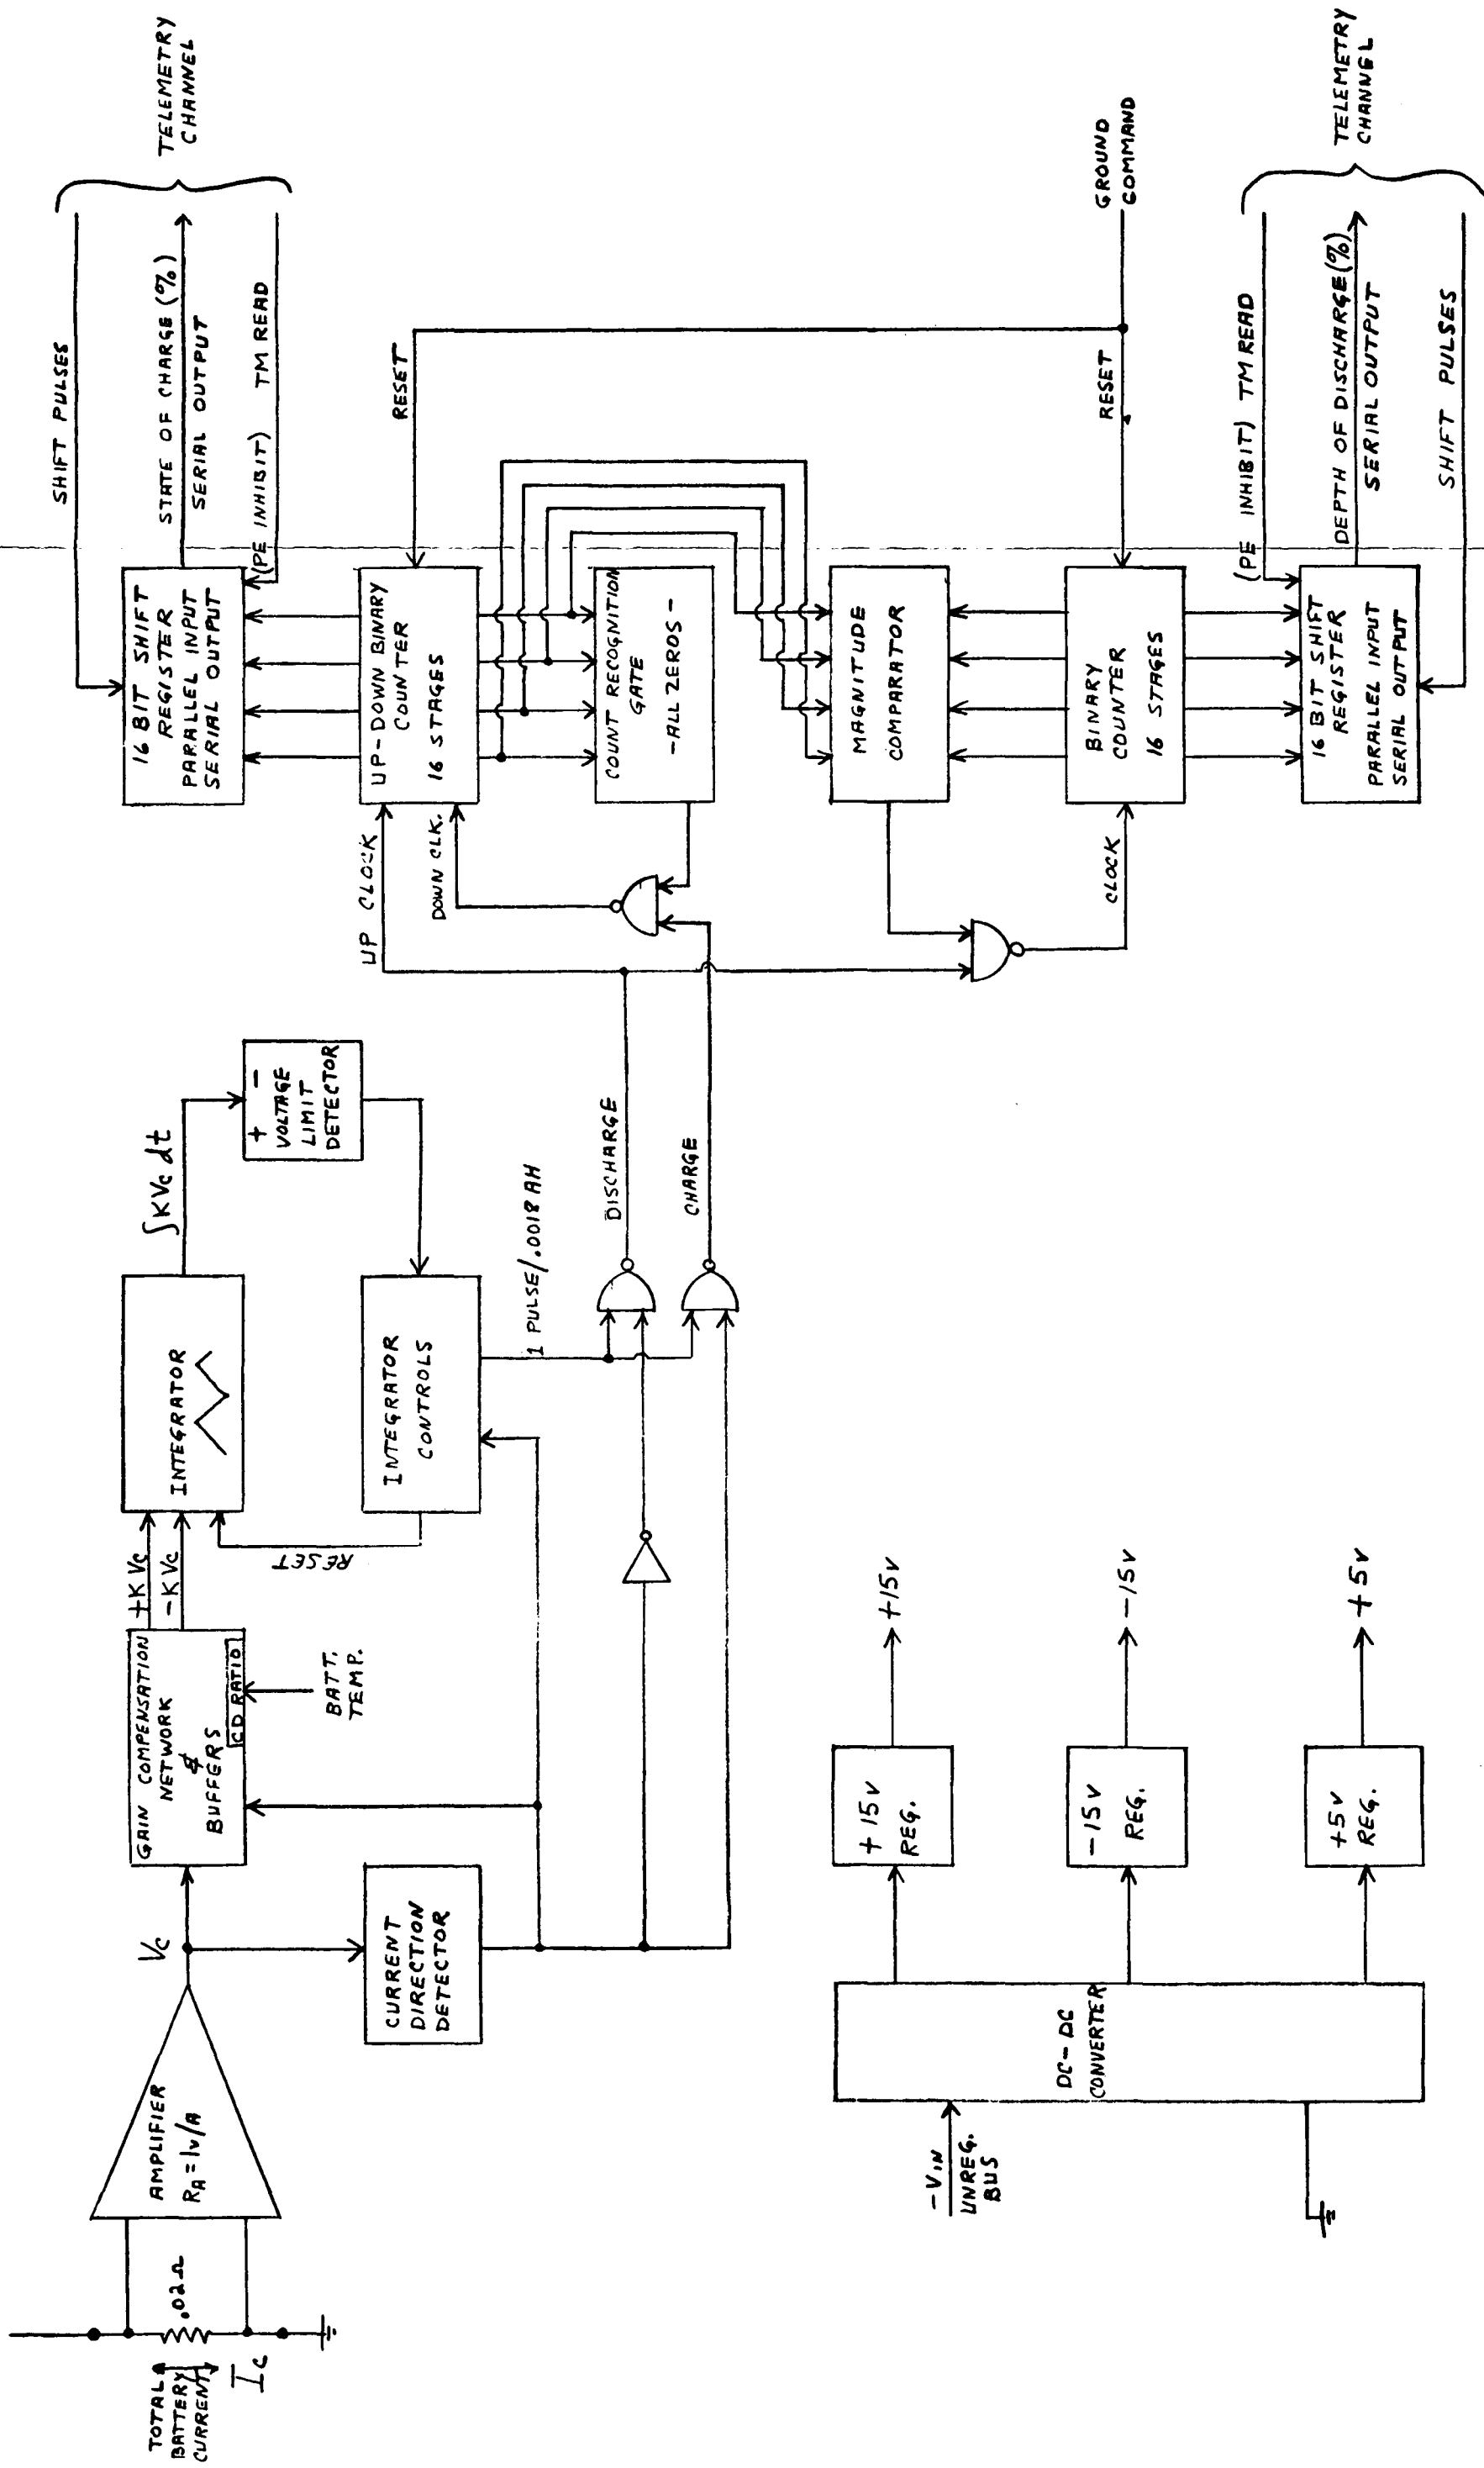 TOTAL
BATTERY
CURRENT
Ic
.02Ω
AMPLIFIER
RA=1v/A
Vc
GAIN COMPENSATION
NETWORK
&
BUFFERS
CD RATIO
BATT.
TEMP.
+KVc
-KVc
INTEGRATOR
RESET
∫KVc dt
+ -
VOLTAGE
LIMIT
DETECTOR
INTEGRATOR
CONTROLS
1 PULSE/.0018 AH
CURRENT
DIRECTION
DETECTOR
DISCHARGE
CHARGE
UP CLOCK
DOWN CLK.
16 BIT SHIFT
REGISTER
PARALLEL INPUT
SERIAL OUTPUT
SHIFT PULSES
STATE OF CHARGE (%)
SERIAL OUTPUT
(PE INHIBIT) TM READ
TELEMETRY
CHANNEL
UP-DOWN BINARY
COUNTER
16 STAGES
RESET
COUNT RECOGNITION
GATE
-ALL ZEROS-
MAGNITUDE
COMPARATOR
BINARY
COUNTER
16 STAGES
CLOCK
RESET
GROUND
COMMAND
16 BIT SHIFT
REGISTER
PARALLEL INPUT
SERIAL OUTPUT
(PE INHIBIT) TM READ
DEPTH OF DISCHARGE (%)
SERIAL OUTPUT
SHIFT PULSES
TELEMETRY
CHANNEL
-VIN
UNREG.
BUS
DC-DC
CONVERTER
+15V
REG.
+15V
-15V
REG.
-15V
+5V
REG.
+5V